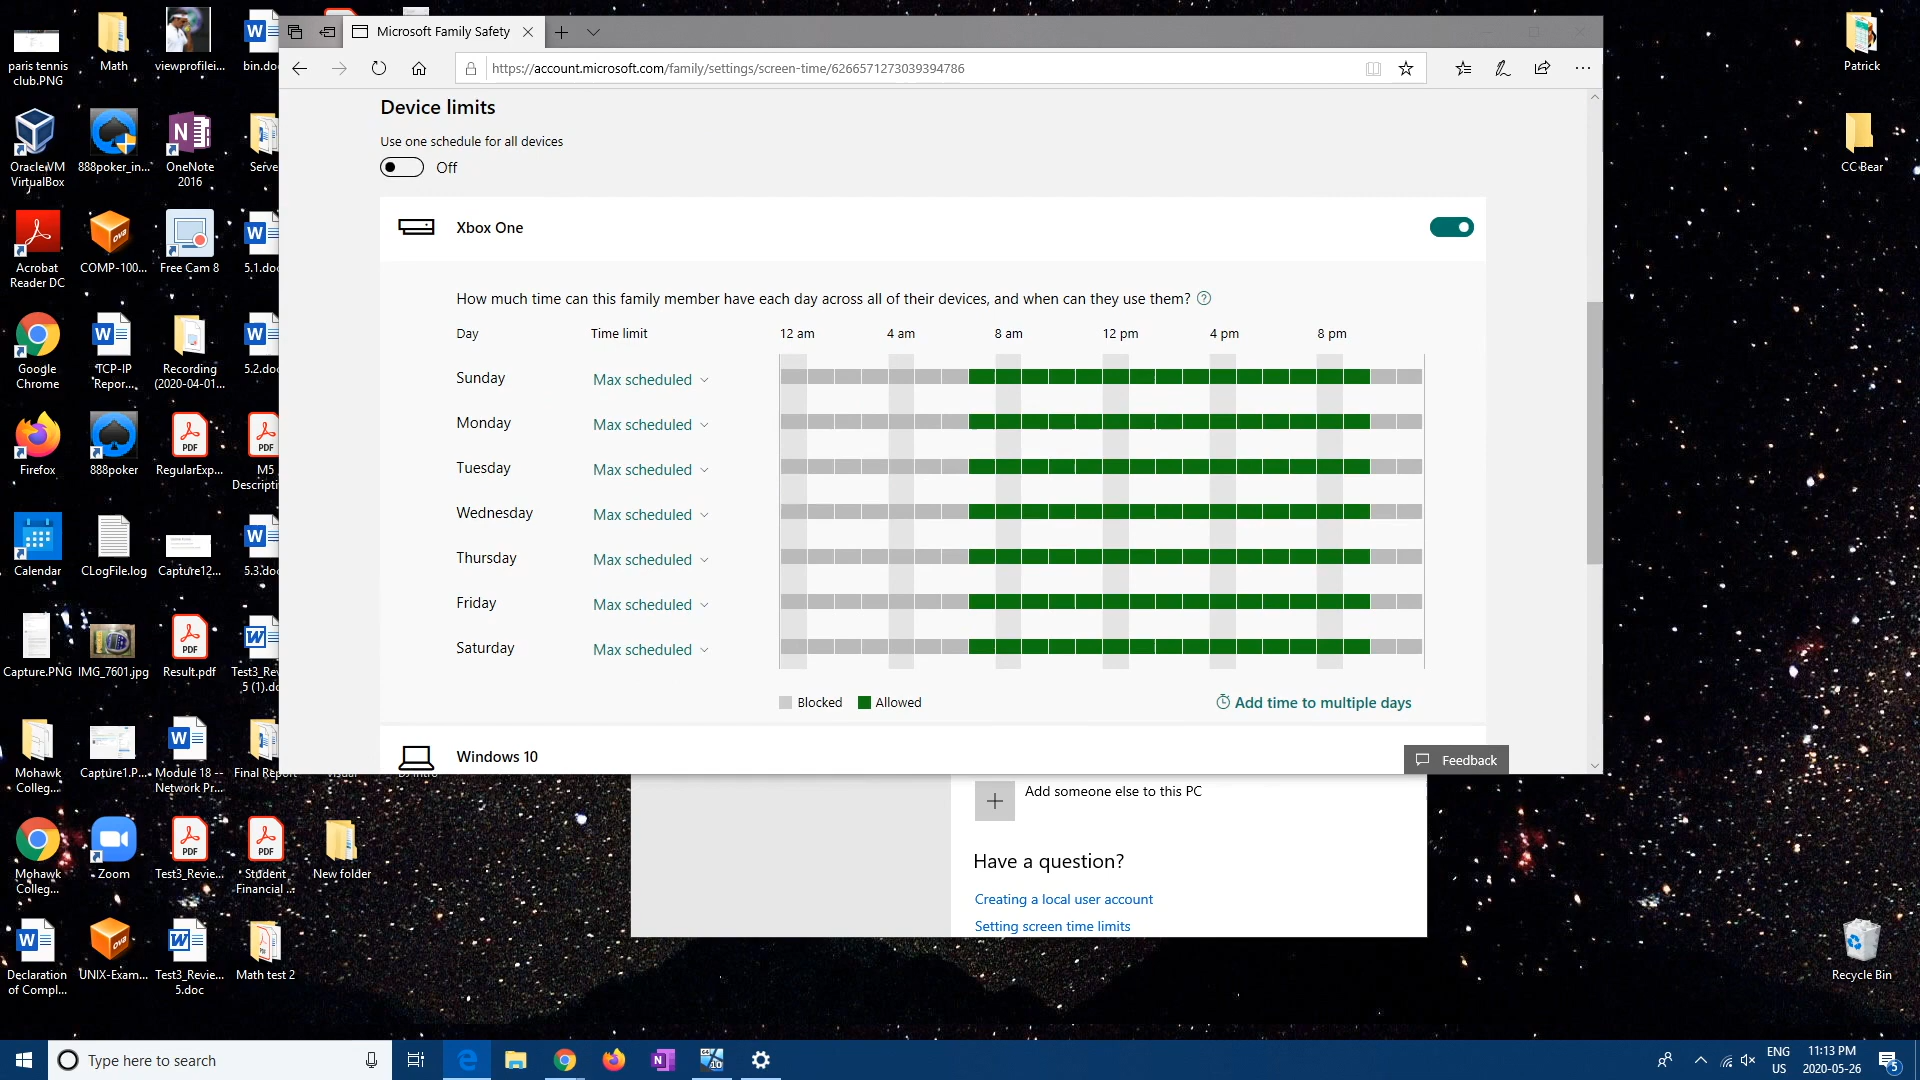 paris tennis
club.PNG
Math
viewprofilei...
bin.do
Oracle VM
VirtualBox
888poker_in...
OneNote
2016
Serve
Acrobat
Reader DC
COMP-100...
Free Cam 8
5.1.do
Google
Chrome
TCP-IP
Repor...
Recording
(2020-04-01...
5.2.do
Firefox
888poker
RegularExp...
M5
Descripti
Calendar
CLogFile.log
Capture12...
5.3.do
Capture.PNG
IMG_7601.jpg
Result.pdf
Test3_Rev
5 (1).do
Mohawk
Colleg...
Capture1.P...
Module 18 --
Network Pr...
Final Report
Mohawk
Colleg...
Zoom
Test3_Revie...
Student
Financial ...
New folder
Declaration
of Compl...
UNIX-Exam...
Test3_Revie...
5.doc
Math test 2
Microsoft Family Safety
https://account.microsoft.com/family/settings/screen-time/6266571273039394786
Device limits
Use one schedule for all devices
Off
Xbox One
How much time can this family member have each day across all of their devices, and when can they use them?
Day Time limit 12 am 4 am 8 am 12 pm 4 pm 8 pm
Sunday Max scheduled
Monday Max scheduled
Tuesday Max scheduled
Wednesday Max scheduled
Thursday Max scheduled
Friday Max scheduled
Saturday Max scheduled
Blocked Allowed Add time to multiple days
Windows 10
Feedback
Add someone else to this PC
Have a question?
Creating a local user account
Setting screen time limits
Patrick
CC Bear
Recycle Bin
Type here to search
ENG
US
11:13 PM
2020-05-26
5